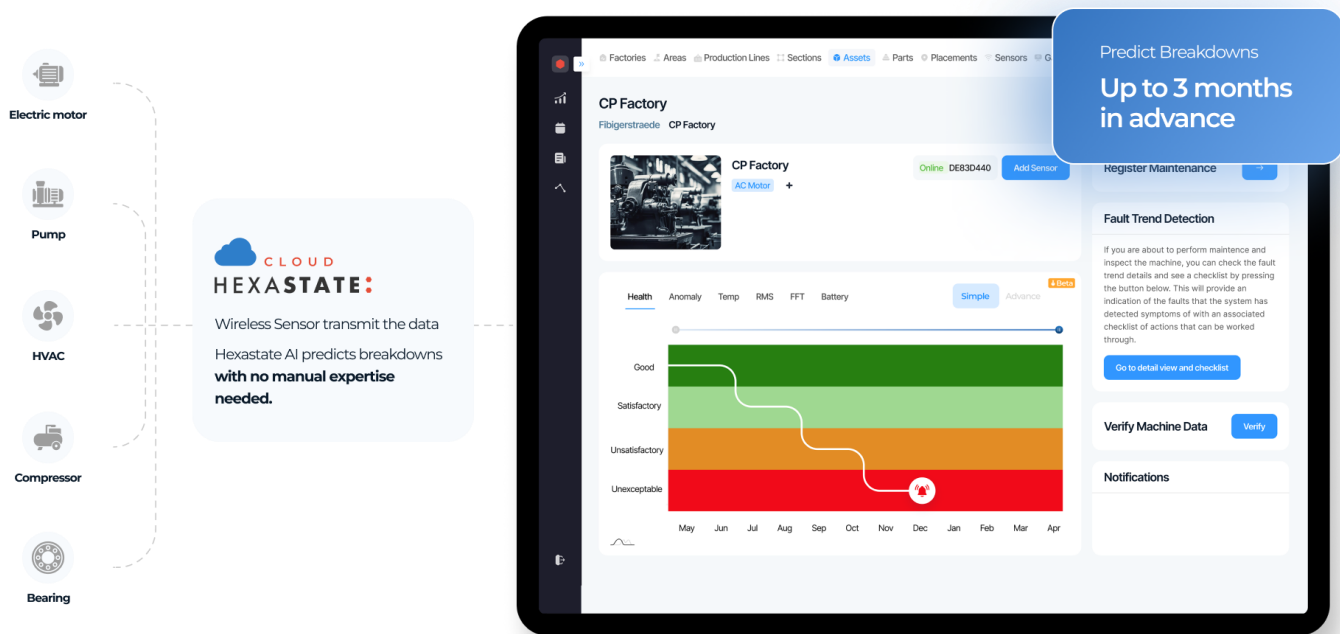 Electric motor
Pump
HVAC
Compressor
Bearing
CLOUD
HEXASTATE:
Wireless Sensor transmit the data
Hexastate AI predicts breakdowns
with no manual expertise
needed.
» Factories Areas Production Lines Sections Assets Parts Placements Sensors G
Predict Breakdowns
Up to 3 months
in advance
CP Factory
Fibigerstraede CP Factory
CP Factory
AC Motor +
Online DE83D440 Add Sensor
Register Maintenance →
Fault Trend Detection
If you are about to perform maintence and
inspect the machine, you can check the fault
trend details and see a checklist by pressing
the button below. This will provide an
indication of the faults that the system has
detected symptoms of with an associated
checklist of actions that can be worked
through.
Go to detail view and checklist
Verify Machine Data Verify
Notifications
Beta
Health Anomaly Temp RMS FFT Battery Simple Advance
Good
Satisfactory
Unsatisfactory
Unexceptable
May Jun Jul Aug Sep Oct Nov Dec Jan Feb Mar Apr